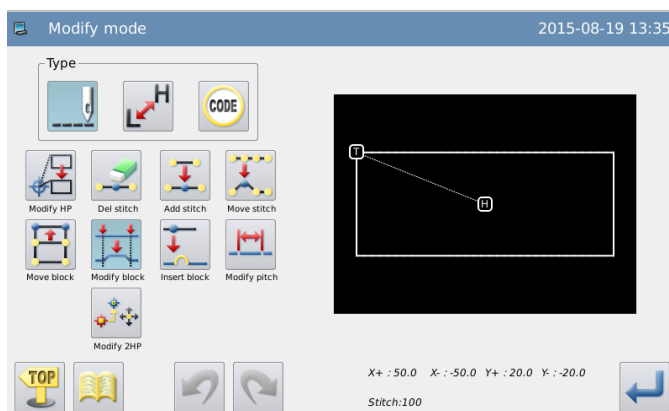 Modify mode 2015-08-19 13:35
Type
L H CODE
Modify HP Del stitch Add stitch Move stitch
Move block Modify block Insert block Modify pitch
Modify 2HP
T
H
TOP
X+ : 50.0 X- : -50.0 Y+ : 20.0 Y- : -20.0
Stitch:100